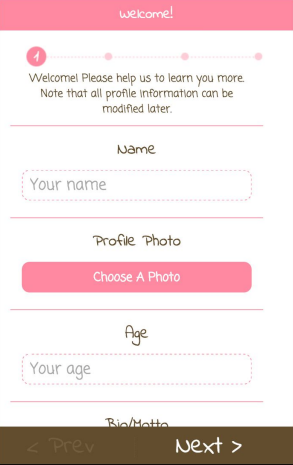 Welcome!
1
Welcome! Please help us to learn you more.
Note that all profile information can be
modified later.
Name
Your name
Profile Photo
Choose A Photo
Age
Your age
Bio/Motto
< Prev
Next >